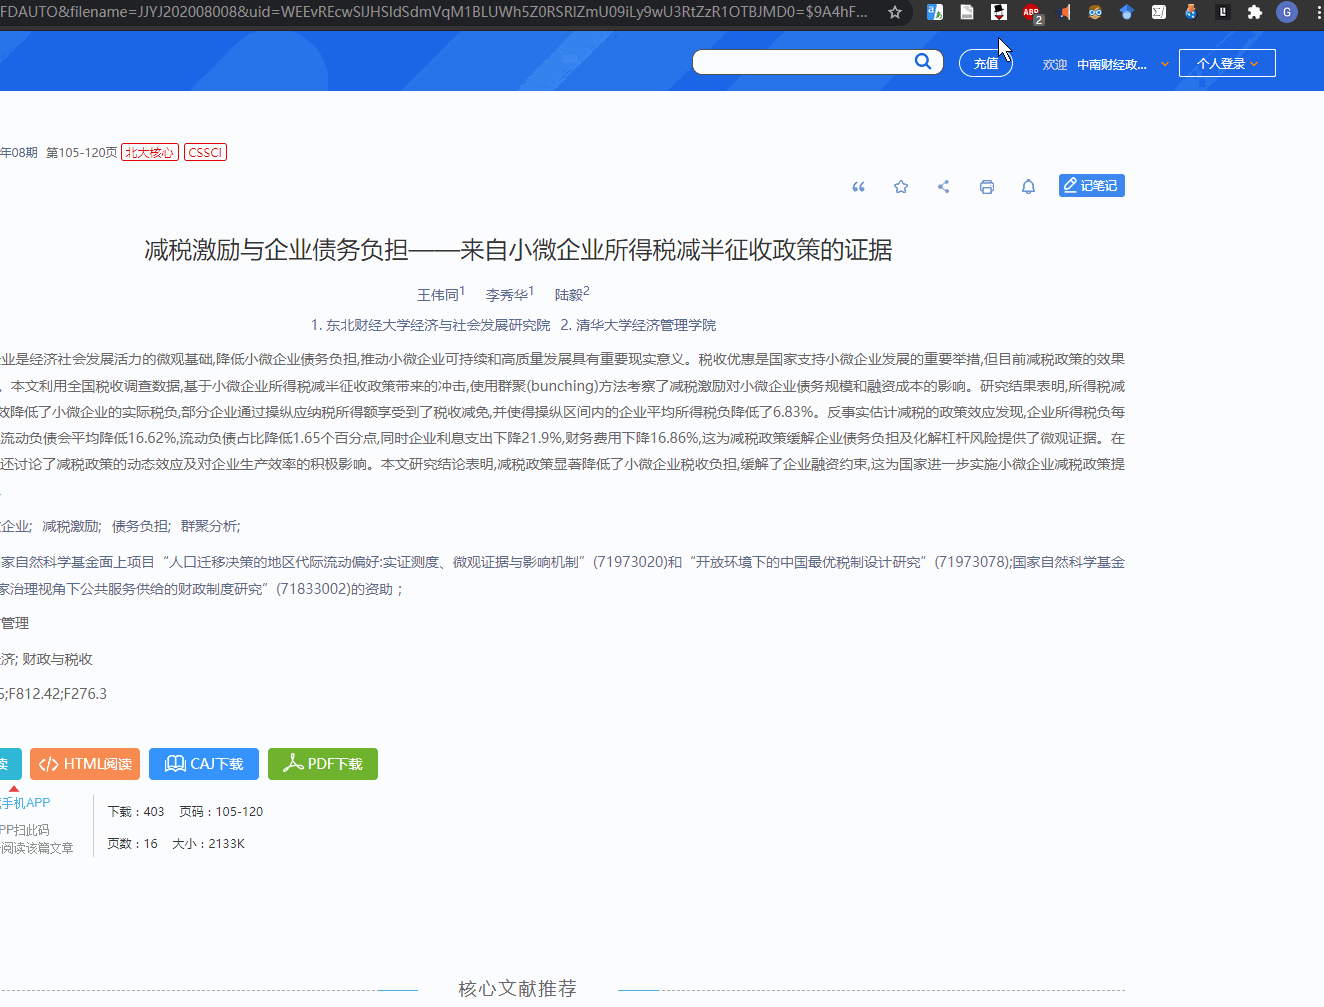 FDAUTO&filename=JJYJ202008008&uid=WEEvREcwSlJHSldSdmVqM1BLUWh5Z0RSRlZmU09iLy9wU3RtZzR1OTBJMD0=$9A4hF...
ABP 2
G
充值 欢迎 中南财经政... 个人登录
年08期 第105-120页 北大核心 CSSCI
记笔记
减税激励与企业债务负担——来自小微企业所得税减半征收政策的证据
王伟同1 李秀华1 陆毅2
1. 东北财经大学经济与社会发展研究院 2. 清华大学经济管理学院
业是经济社会发展活力的微观基础,降低小微企业债务负担,推动小微企业可持续和高质量发展具有重要现实意义。税收优惠是国家支持小微企业发展的重要举措,但目前减税政策的效果
。本文利用全国税收调查数据,基于小微企业所得税减半征收政策带来的冲击,使用群聚(bunching)方法考察了减税激励对小微企业债务规模和融资成本的影响。研究结果表明,所得税减
效降低了小微企业的实际税负,部分企业通过操纵应纳税所得额享受到了税收减免,并使得操纵区间内的企业平均所得税负降低了6.83%。反事实估计减税的政策效应发现,企业所得税负每
流动负债会平均降低16.62%,流动负债占比降低1.65个百分点,同时企业利息支出下降21.9%,财务费用下降16.86%,这为减税政策缓解企业债务负担及化解杠杆风险提供了微观证据。在
还讨论了减税政策的动态效应及对企业生产效率的积极影响。本文研究结论表明,减税政策显著降低了小微企业税收负担,缓解了企业融资约束,这为国家进一步实施小微企业减税政策提
企业; 减税激励; 债务负担; 群聚分析;
家自然科学基金面上项目“人口迁移决策的地区代际流动偏好:实证测度、微观证据与影响机制”(71973020)和“开放环境下的中国最优税制设计研究”(71973078);国家自然科学基金
家治理视角下公共服务供给的财政制度研究”(71833002)的资助；
管理
济; 财政与税收
5;F812.42;F276.3
读 HTML阅读 CAJ下载 PDF下载
手机APP
PP扫此码
阅读该篇文章
下载：403 页码：105-120
页数：16 大小：2133K
核心文献推荐